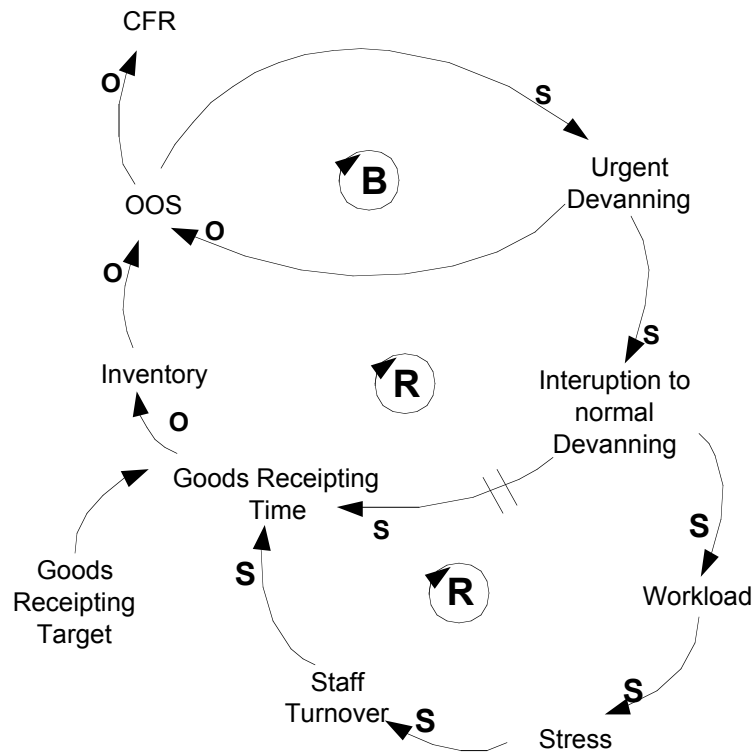 CFR
O
S
B
Urgent
Devanning
OOS
O
O
S
R
Inventory
Interuption to
normal
Devanning
O
Goods Receipting
Time
S
S
Goods
Receipting
Target
S
R
Workload
Staff
Turnover
S
S
Stress